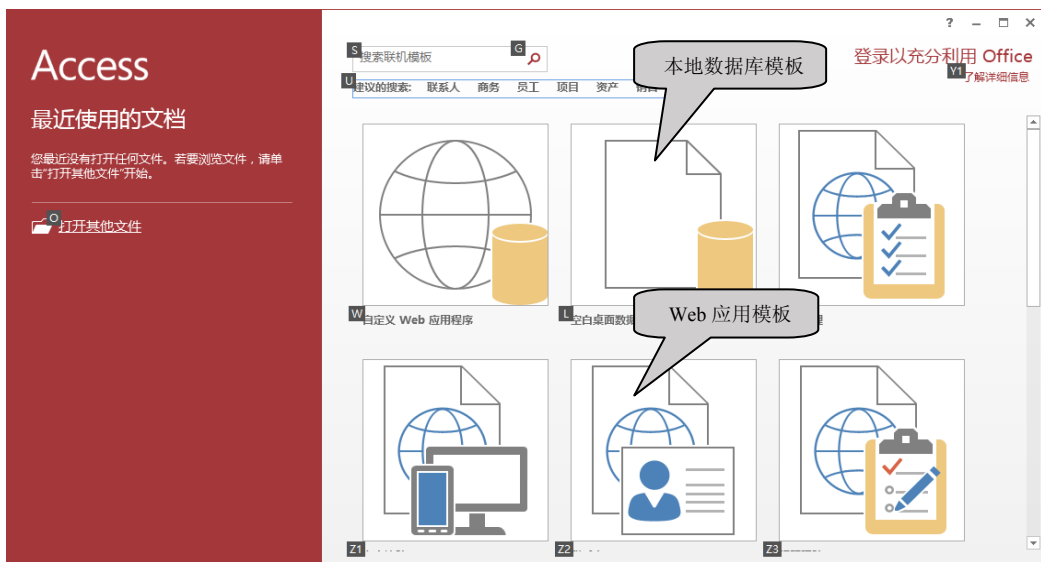 Access
最近使用的文档
您最近没有打开任何文件。若要浏览文件，请单
击"打开其他文件"开始。
O
打开其他文件
? – □ ×
S
搜索联机模板
G
登录以充分利用 Office
Y1
了解详细信息
U
建议的搜索: 联系人 商务 员工 项目 资产
本地数据库模板
W
自定义 Web 应用程序
L
空白桌面数
Web 应用模板
Z1
Z2
Z3